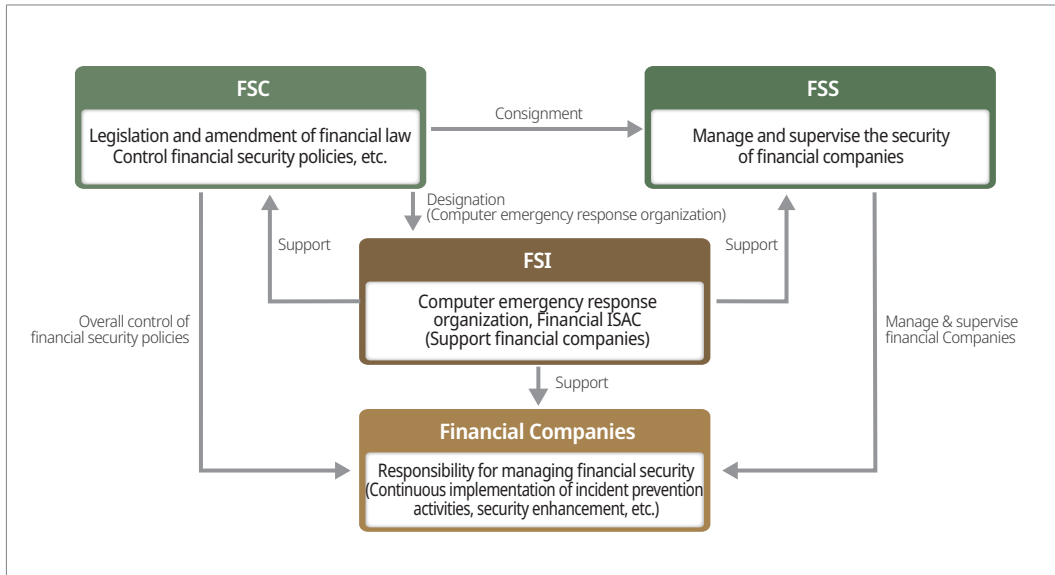 FSC
Legislation and amendment of financial law
Control financial security policies, etc.
Consignment
FSS
Manage and supervise the security
of financial companies
Designation
(Computer emergency response organization)
Support
Support
FSI
Computer emergency response
organization, Financial ISAC
(Support financial companies)
Overall control of
financial security policies
Manage & supervise
financial Companies
Support
Financial Companies
Responsibility for managing financial security
(Continuous implementation of incident prevention
activities, security enhancement, etc.)